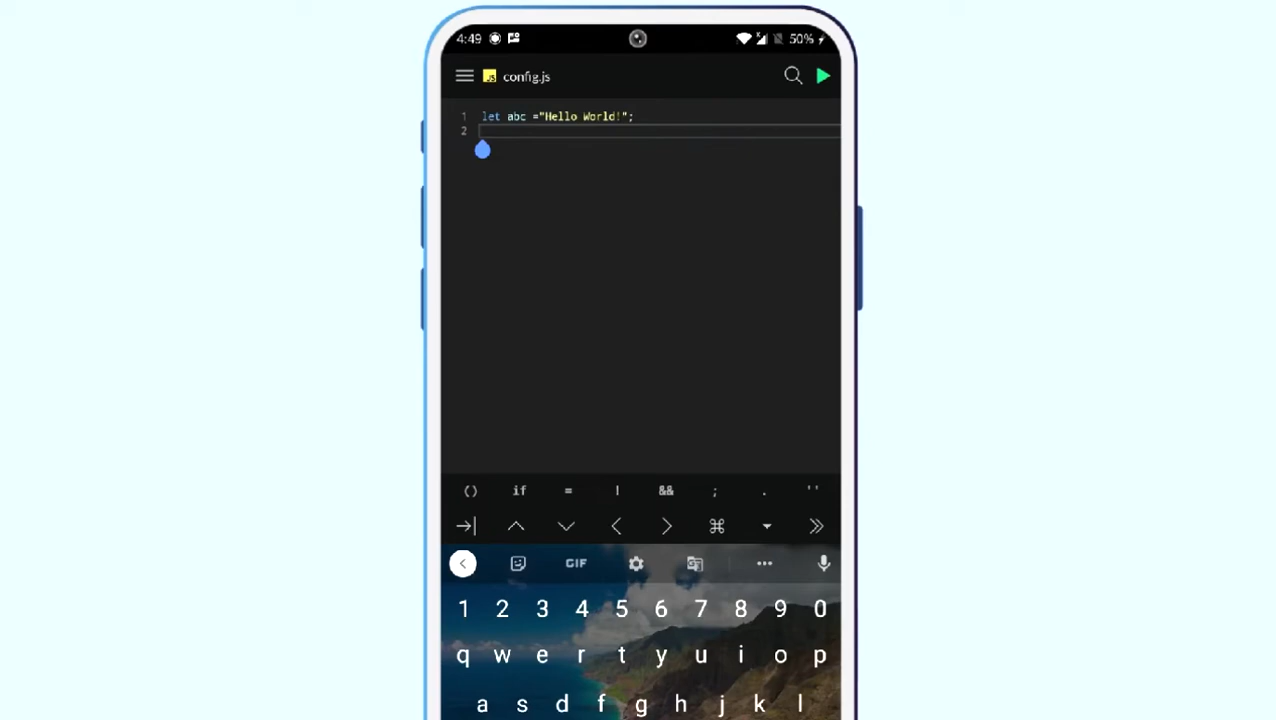 4:49 50%
JS config.js
1 let abc ="Hello World!";
2
() if = | && ; . ''
GIF
1 2 3 4 5 6 7 8 9 0
q w e r t y u i o p
a s d f g h j k l